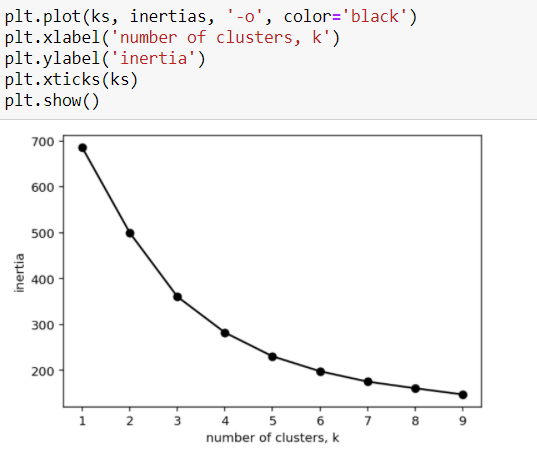 plt.plot(ks, inertias, '-o', color='black')
plt.xlabel('number of clusters, k')
plt.ylabel('inertia')
plt.xticks(ks)
plt.show()
700
600
500
400
300
200
inertia
1 2 3 4 5 6 7 8 9
number of clusters, k